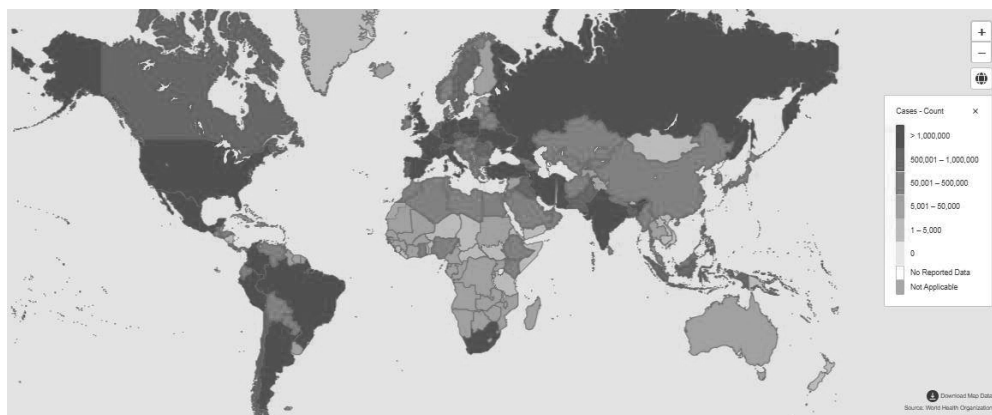 +
−
Cases - Count ×
> 1,000,000
500,001 – 1,000,000
50,001 – 500,000
5,001 – 50,000
1 – 5,000
0
No Reported Data
Not Applicable
Download Map Data
Source: World Health Organization